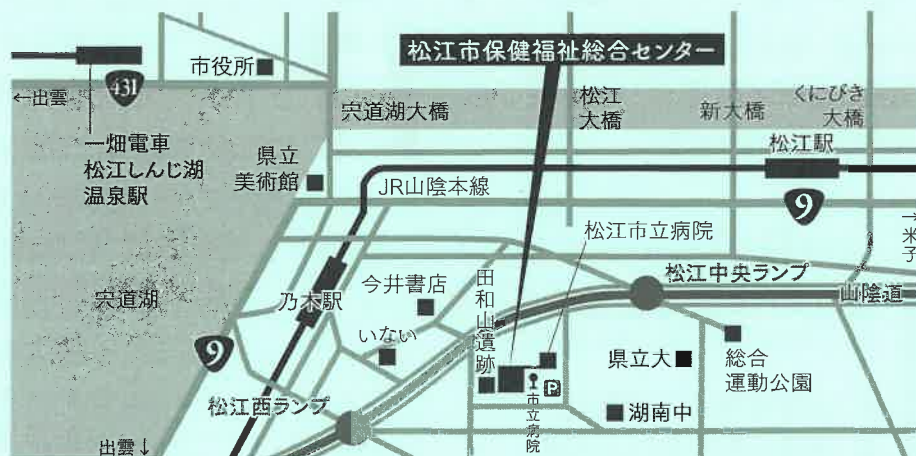 松江市保健福祉総合センター
市役所
431
←出雲
宍道湖大橋
松江
大橋
新大橋
くにびき
大橋
一畑電車
松江しんじ湖
温泉駅
県立
美術館
松江駅
JR山陰本線
9
→米子
松江市立病院
松江中央ランプ
山陰道
宍道湖
乃木駅
今井書店
いない
田和山遺跡
9
県立大
総合
運動公園
P
市立病院
湖南中
松江西ランプ
出雲↓